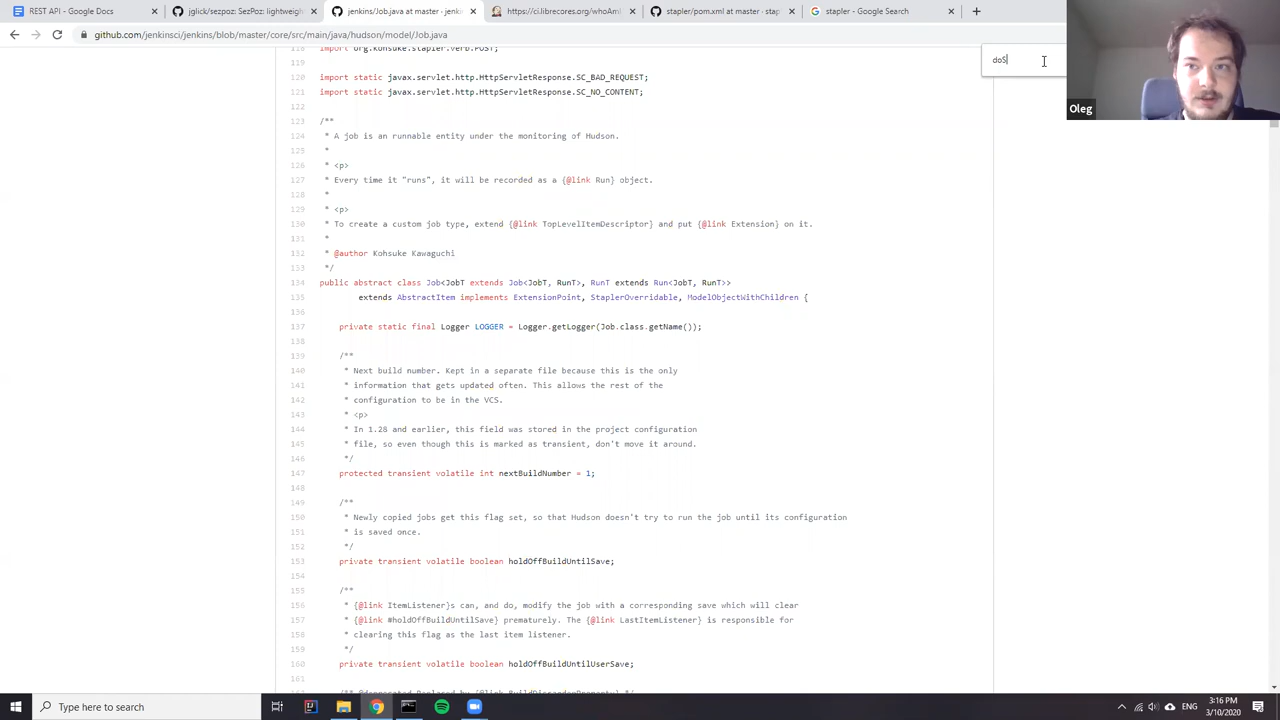 REST API - Google Docs
jglick/sezpoz: SezPoz: lightweigh
jenkins/Job.java at master · jenkin
https://ci.librecores.org/whoAmI
stapler/pom.xml at master · stap
stapler - Google Search
github.com/jenkinsci/jenkins/blob/master/core/src/main/java/hudson/model/Job.java
doS
Oleg
118 import org.kohsuke.stapler.verb.POST;
119
120 import static javax.servlet.http.HttpServletResponse.SC_BAD_REQUEST;
121 import static javax.servlet.http.HttpServletResponse.SC_NO_CONTENT;
122
123 /**
124 * A job is an runnable entity under the monitoring of Hudson.
125 *
126 * <p>
127 * Every time it "runs", it will be recorded as a {@link Run} object.
128 *
129 * <p>
130 * To create a custom job type, extend {@link TopLevelItemDescriptor} and put {@link Extension} on it.
131 *
132 * @author Kohsuke Kawaguchi
133 */
134 public abstract class Job<JobT extends Job<JobT, RunT>, RunT extends Run<JobT, RunT>>
135 extends AbstractItem implements ExtensionPoint, StaplerOverridable, ModelObjectWithChildren {
136
137 private static final Logger LOGGER = Logger.getLogger(Job.class.getName());
138
139 /**
140 * Next build number. Kept in a separate file because this is the only
141 * information that gets updated often. This allows the rest of the
142 * configuration to be in the VCS.
143 * <p>
144 * In 1.28 and earlier, this field was stored in the project configuration
145 * file, so even though this is marked as transient, don't move it around.
146 */
147 protected transient volatile int nextBuildNumber = 1;
148
149 /**
150 * Newly copied jobs get this flag set, so that Hudson doesn't try to run the job until its configuration
151 * is saved once.
152 */
153 private transient volatile boolean holdOffBuildUntilSave;
154
155 /**
156 * {@link ItemListener}s can, and do, modify the job with a corresponding save which will clear
157 * {@link #holdOffBuildUntilSave} prematurely. The {@link LastItemListener} is responsible for
158 * clearing this flag as the last item listener.
159 */
160 private transient volatile boolean holdOffBuildUntilUserSave;
161
Type here to search
ENG
3:16 PM
3/10/2020